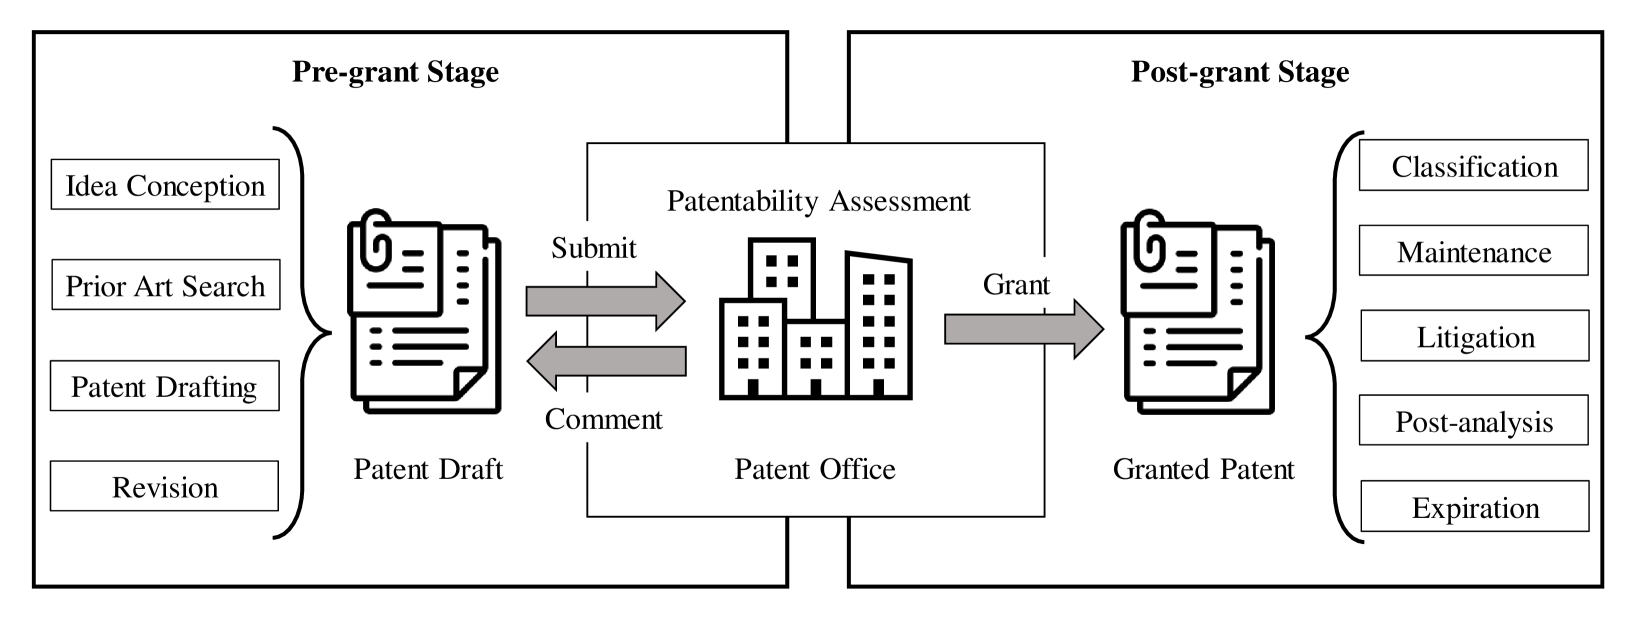 Pre-grant Stage
Idea Conception
Prior Art Search
Patent Drafting
Revision
Patent Draft
Submit
Comment
Patentability Assessment
Patent Office
Grant
Post-grant Stage
Granted Patent
Classification
Maintenance
Litigation
Post-analysis
Expiration